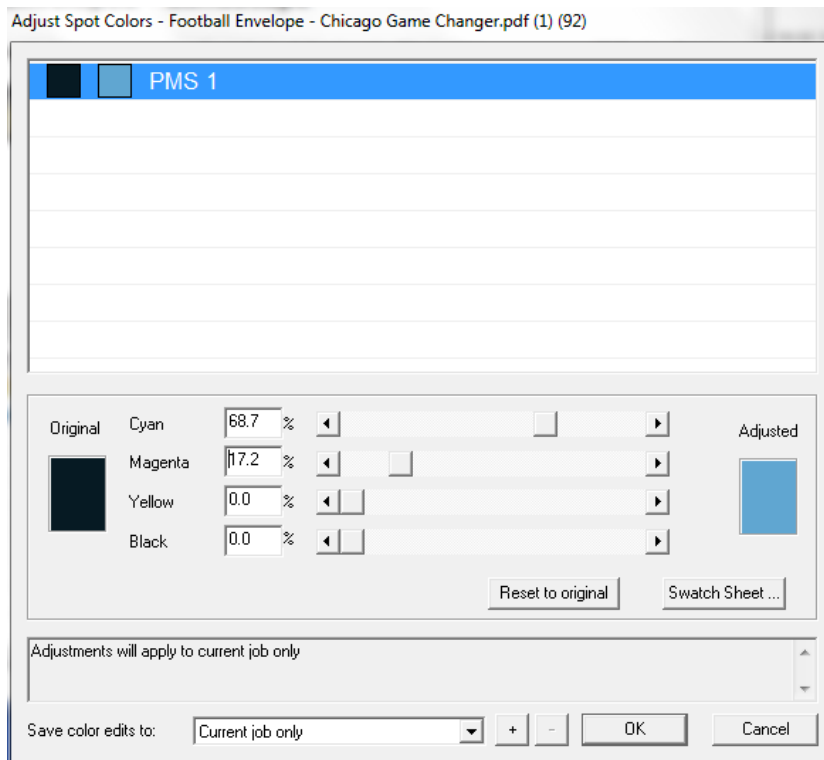 Adjust Spot Colors - Football Envelope - Chicago Game Changer.pdf (1) (92)
PMS 1
Original
Adjusted
Cyan 68.7 %
Magenta 17.2 %
Yellow 0.0 %
Black 0.0 %
Reset to original Swatch Sheet ...
Adjustments will apply to current job only
Save color edits to: Current job only + - OK Cancel